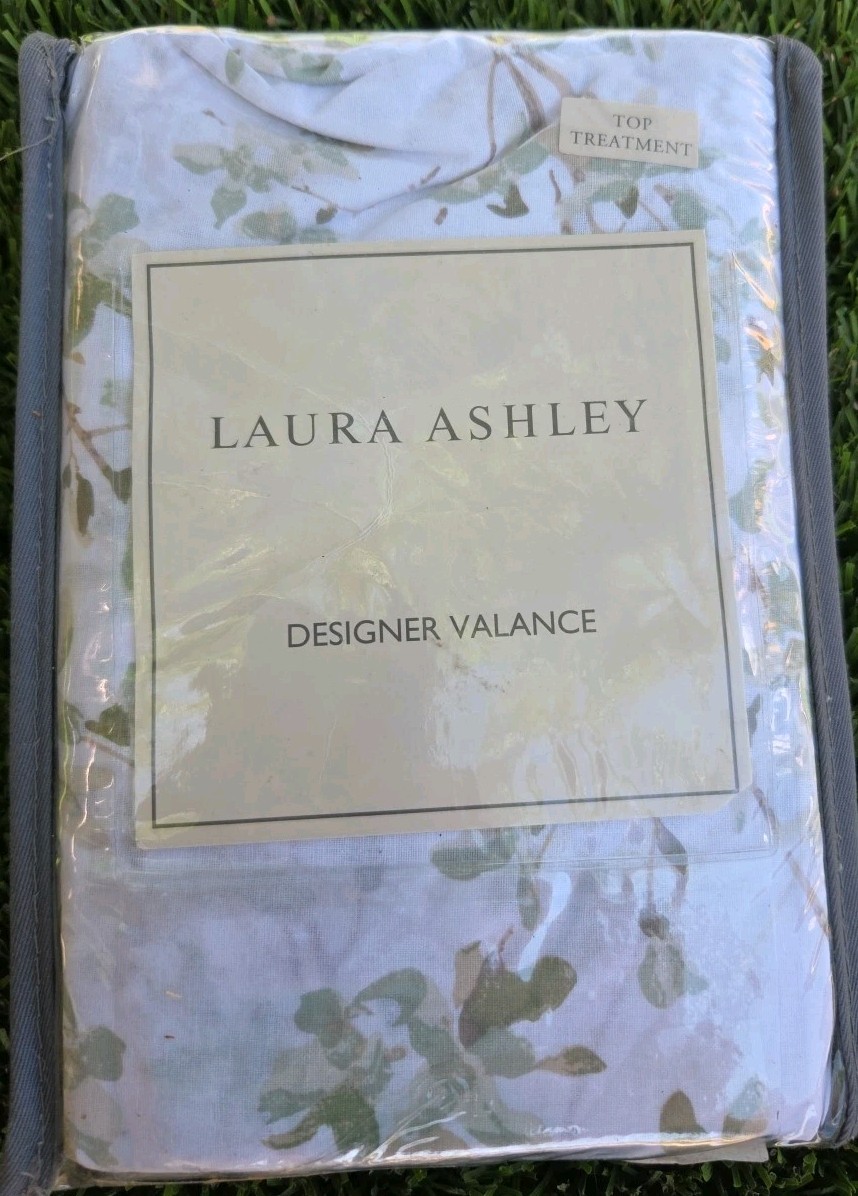 TOP
TREATMENT
LAURA ASHLEY
DESIGNER VALANCE